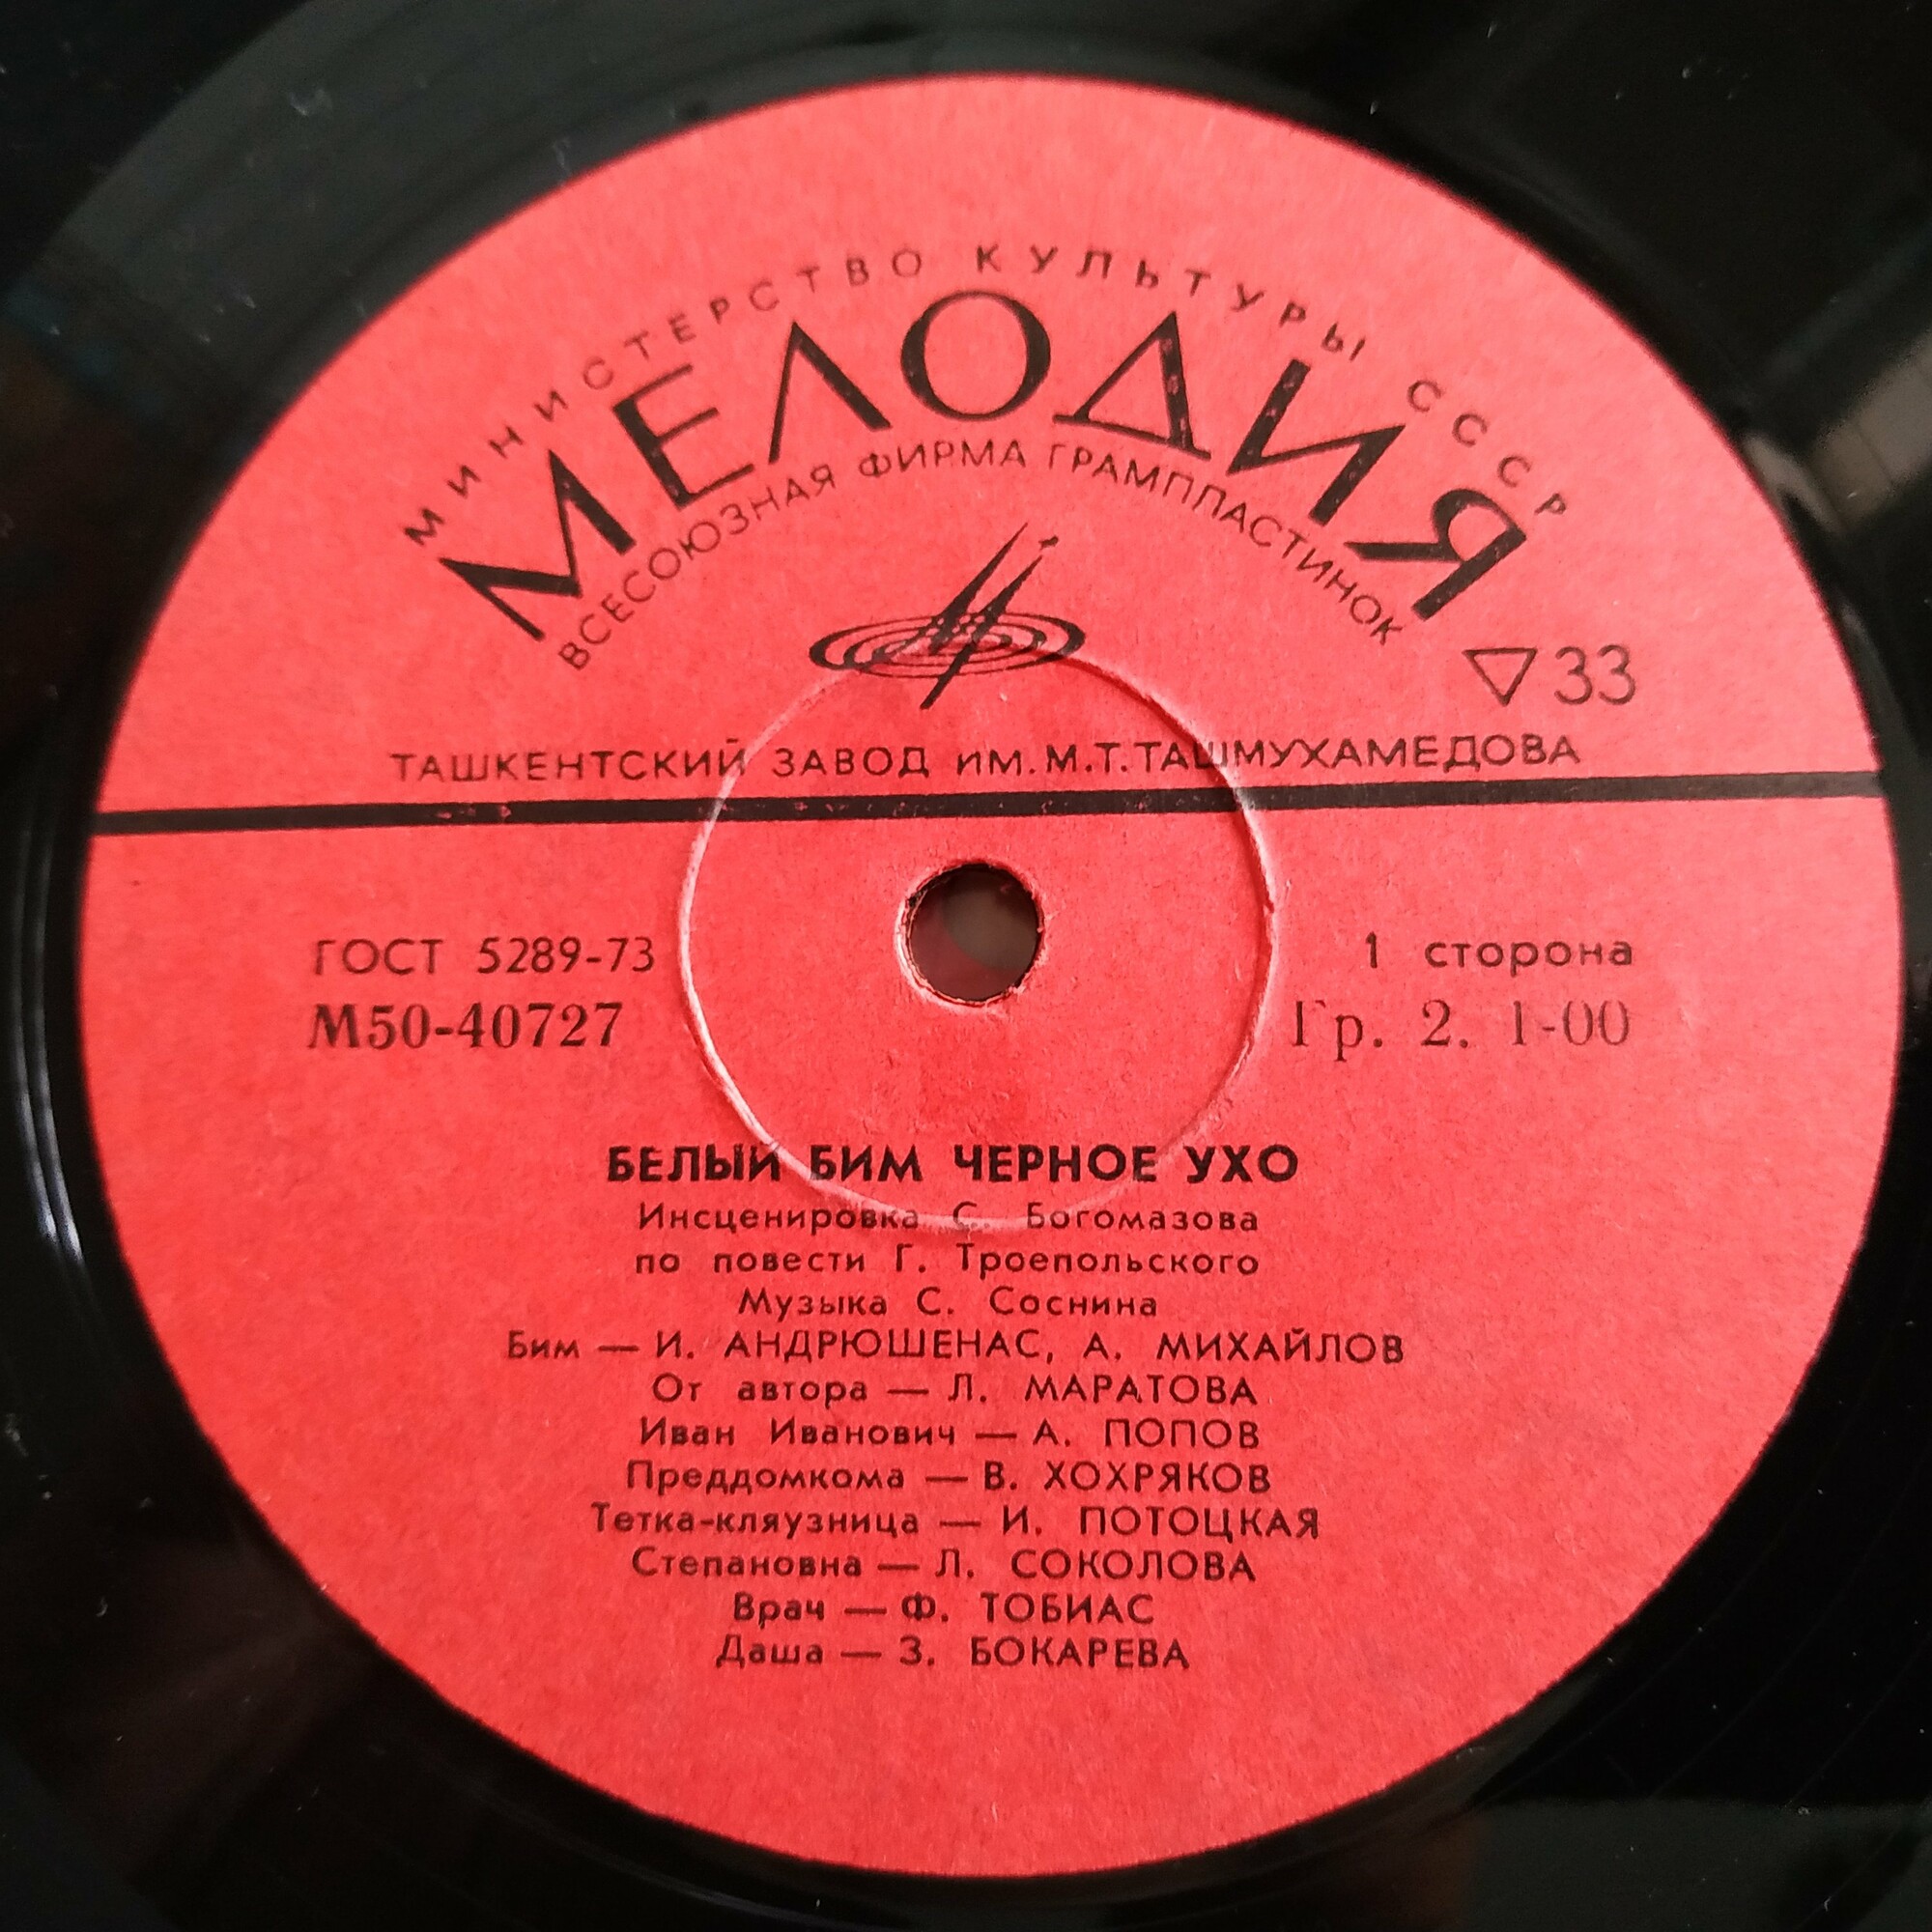 МИНИСТЕРСТВО КУЛЬТУРЫ СССР
МЕЛОДИЯ
ВСЕСОЮЗНАЯ ФИРМА ГРАМПЛАСТИНОК
▽33
ТАШКЕНТСКИЙ ЗАВОД им. М.Т.ТАШМУХАМЕДОВА
ГОСТ 5289-73
1 сторона
М50-40727
Гр. 2. 1-00
БЕЛЫЙ БИМ ЧЕРНОЕ УХО
Инсценировка С. Богомазова
по повести Г. Троепольского
Музыка С. Соснина
Бим — И. АНДРЮШЕНАС, А. МИХАЙЛОВ
От автора — Л. МАРАТОВА
Иван Иванович — А. ПОПОВ
Преддомкома — В. ХОХРЯКОВ
Тетка-кляузница — И. ПОТОЦКАЯ
Степановна — Л. СОКОЛОВА
Врач — Ф. ТОБИАС
Даша — З. БОКАРЕВА